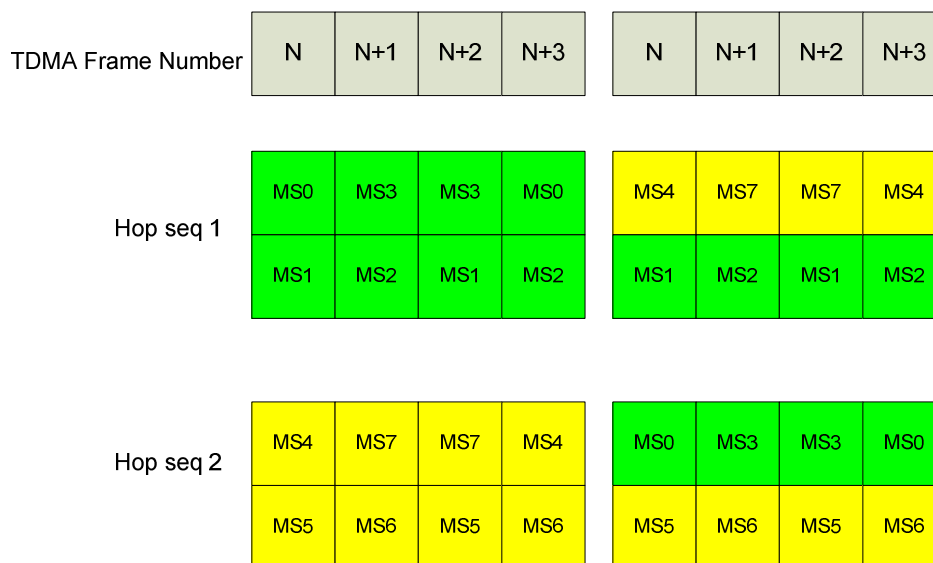 TDMA Frame Number N N+1 N+2 N+3 N N+1 N+2 N+3
Hop seq 1
MS0 MS3 MS3 MS0 MS4 MS7 MS7 MS4
MS1 MS2 MS1 MS2 MS1 MS2 MS1 MS2
Hop seq 2
MS4 MS7 MS7 MS4 MS0 MS3 MS3 MS0
MS5 MS6 MS5 MS6 MS5 MS6 MS5 MS6